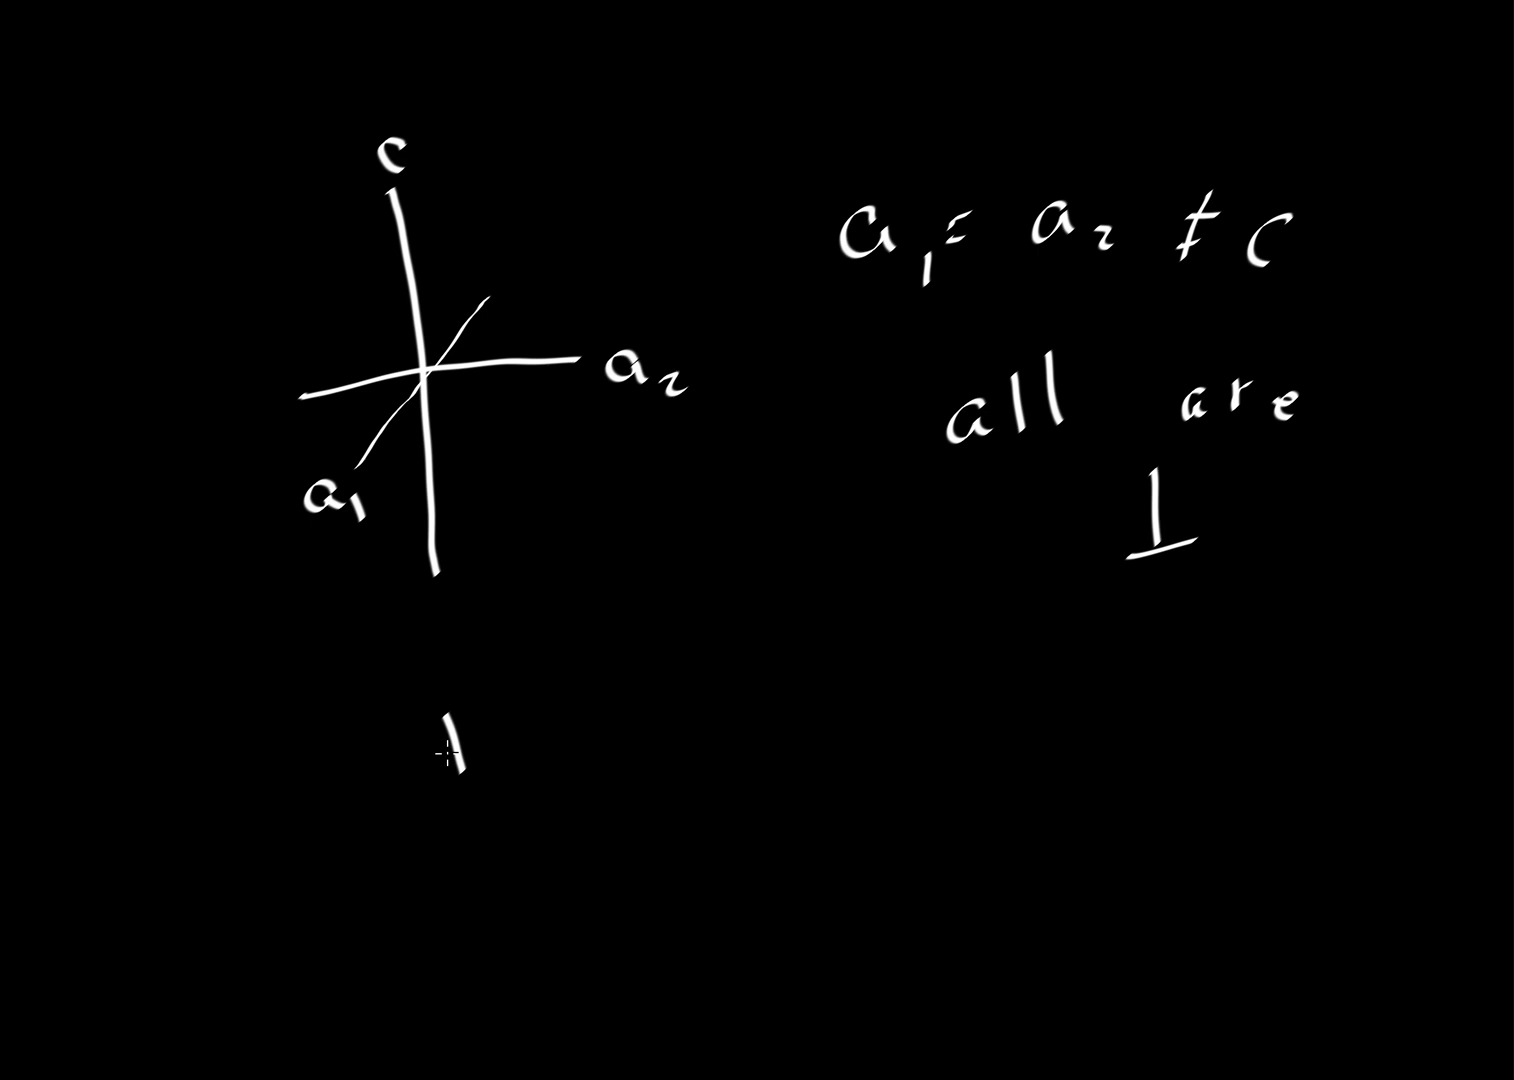 c
a₂
a₁
a₁ = a₂ ≠ c
all are
⊥